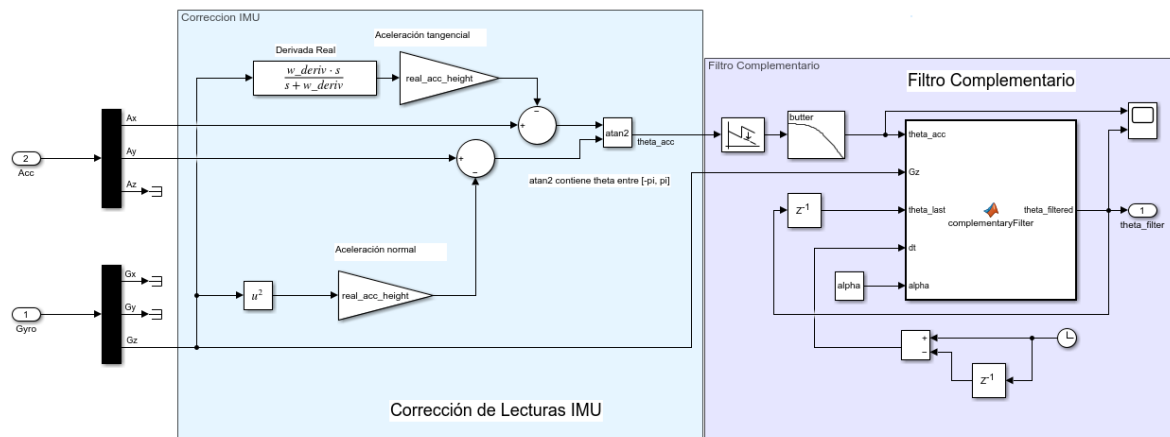 Correccion IMU
Derivada Real
w_deriv · s
s + w_deriv
Aceleración tangencial
real_acc_height
Ax
Ay
Az
2
Acc
+
−
+
−
atan2
theta_acc
atan2 contiene theta entre [-pi, pi]
Aceleración normal
u²
real_acc_height
Gx
Gy
Gz
1
Gyro
Corrección de Lecturas IMU
Filtro Complementario
Filtro Complementario
butter
theta_acc
Gz
theta_last
dt
alpha
complementaryFilter
theta_filtered
Z⁻¹
alpha
1
theta_filter
+
−
Z⁻¹